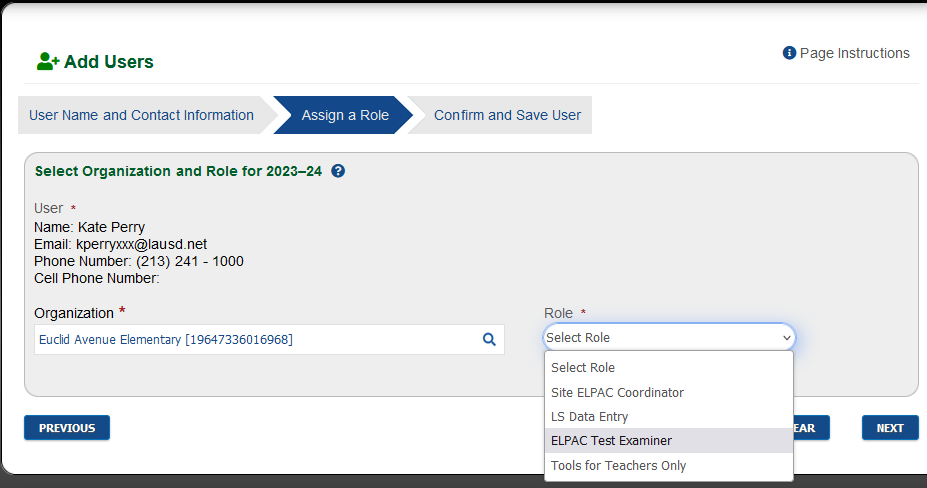 Add Users
Page Instructions
User Name and Contact Information
Assign a Role
Confirm and Save User
Select Organization and Role for 2023–24
User *
Name: Kate Perry
Email: kperryxxx@lausd.net
Phone Number: (213) 241 - 1000
Cell Phone Number:
Organization *
Role *
Euclid Avenue Elementary [19647336016968]
Select Role
Select Role
Site ELPAC Coordinator
LS Data Entry
ELPAC Test Examiner
Tools for Teachers Only
PREVIOUS
EAR
NEXT